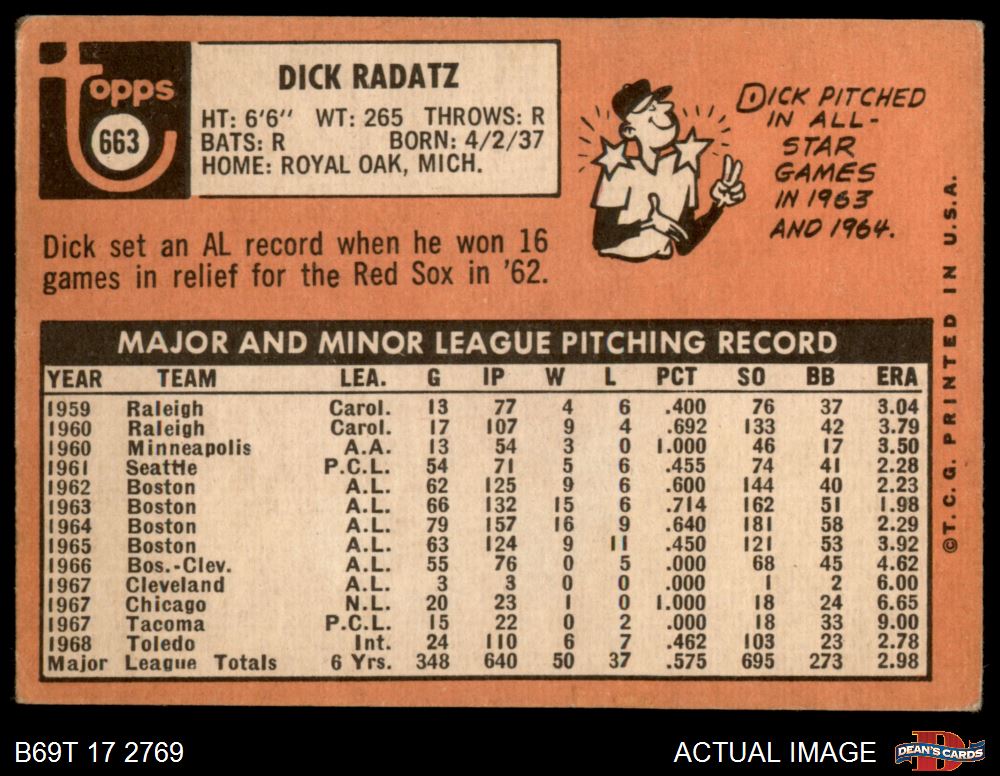 topps
663
DICK RADATZ
HT: 6'6" WT: 265 THROWS: R
BATS: R BORN: 4/2/37
HOME: ROYAL OAK, MICH.
DICK PITCHED
IN ALL-
STAR
GAMES
IN 1963
AND 1964.
Dick set an AL record when he won 16
games in relief for the Red Sox in '62.
MAJOR AND MINOR LEAGUE PITCHING RECORD
YEAR TEAM LEA. G IP W L PCT SO BB ERA
1959 Raleigh Carol. 13 77 4 6 .400 76 37 3.04
1960 Raleigh Carol. 17 107 9 4 .692 133 42 3.79
1960 Minneapolis A.A. 13 54 3 0 1.000 46 17 3.50
1961 Seattle P.C.L. 54 71 5 6 .455 74 41 2.28
1962 Boston A.L. 62 125 9 6 .600 144 40 2.23
1963 Boston A.L. 66 132 15 6 .714 162 51 1.98
1964 Boston A.L. 79 157 16 9 .640 181 58 2.29
1965 Boston A.L. 63 124 9 11 .450 121 53 3.92
1966 Bos.-Clev. A.L. 55 76 0 5 .000 68 45 4.62
1967 Cleveland A.L. 3 3 0 0 .000 1 2 6.00
1967 Chicago N.L. 20 23 1 0 1.000 18 24 6.65
1967 Tacoma P.C.L. 15 22 0 2 .000 18 33 9.00
1968 Toledo Int. 24 110 6 7 .462 103 23 2.78
Major League Totals 6 Yrs. 348 640 50 37 .575 695 273 2.98
©T.C.G. PRINTED IN U.S.A.
B69T 17 2769
ACTUAL IMAGE
D
DEAN'S CARDS